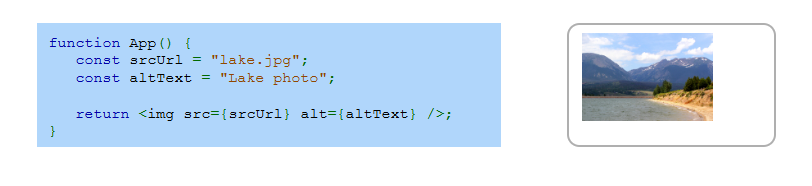 function App() {
   const srcUrl = "lake.jpg";
   const altText = "Lake photo";

   return <img src={srcUrl} alt={altText} />;
}